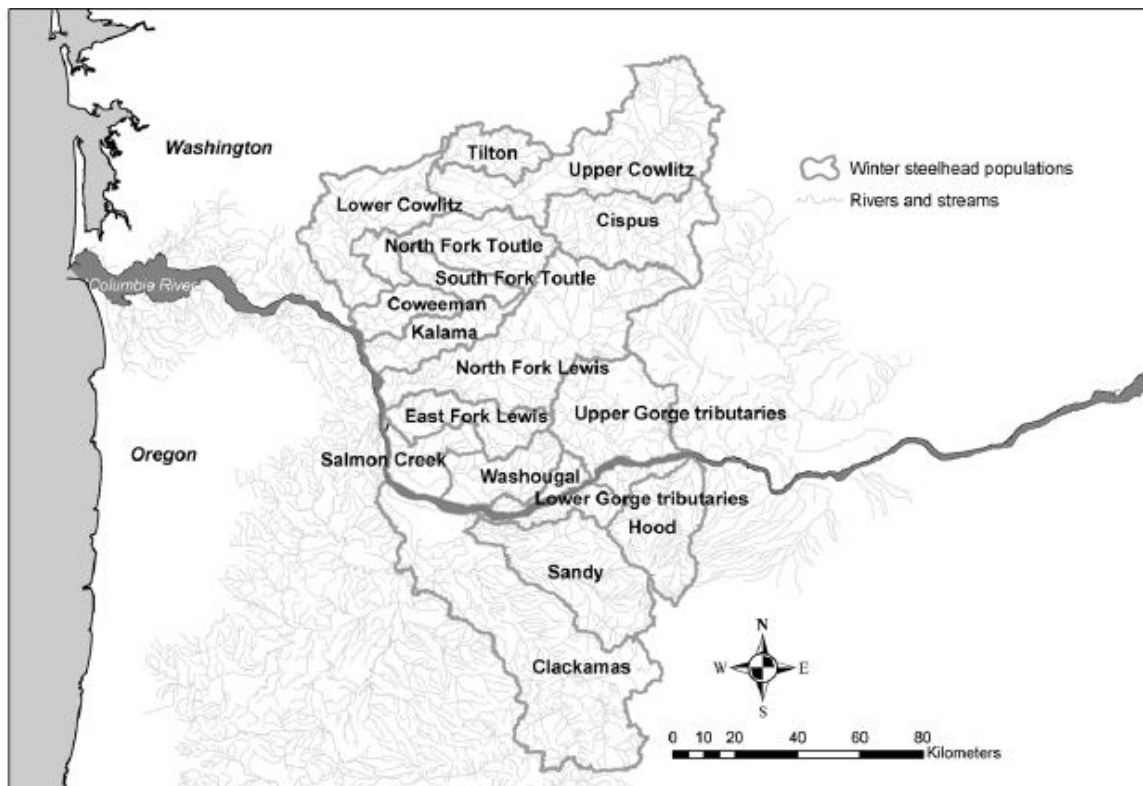 Washington
Tilton
Upper Cowlitz
Winter steelhead populations
Rivers and streams
Lower Cowlitz
Cispus
North Fork Toutle
South Fork Toutle
Columbia River
Coweeman
Kalama
North Fork Lewis
East Fork Lewis
Upper Gorge tributaries
Oregon
Salmon Creek
Washougal
Lower Gorge tributaries
Hood
Sandy
Clackamas
N
W E
S
0 5 10 20 40 60 80
Kilometers